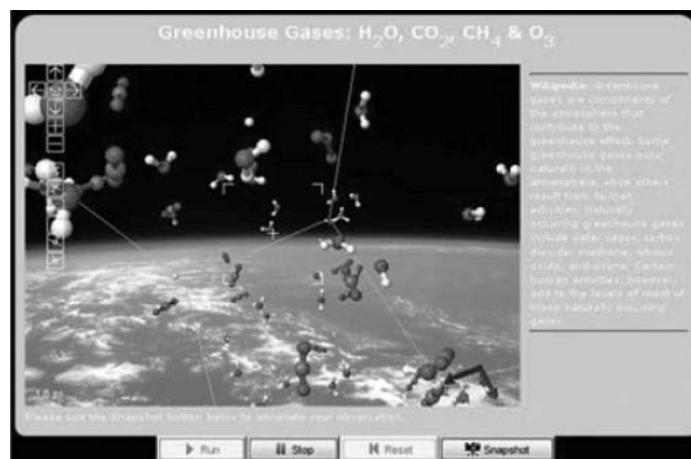 Greenhouse Gases: H₂O, CO₂, CH₄ & O₃
Wikipedia: Greenhouse
gases are components of
the atmosphere that
contribute to the
greenhouse effect. Some
greenhouse gases occur
naturally in the
atmosphere, while others
result from human
activities. Naturally
occurring greenhouse gases
include water vapor, carbon
dioxide, methane, nitrous
oxide, and ozone. Certain
human activities, however,
add to the levels of most of
these naturally occurring
gases.
Please use the Snapshot button below to annotate your observation.
Run
Stop
Reset
Snapshot